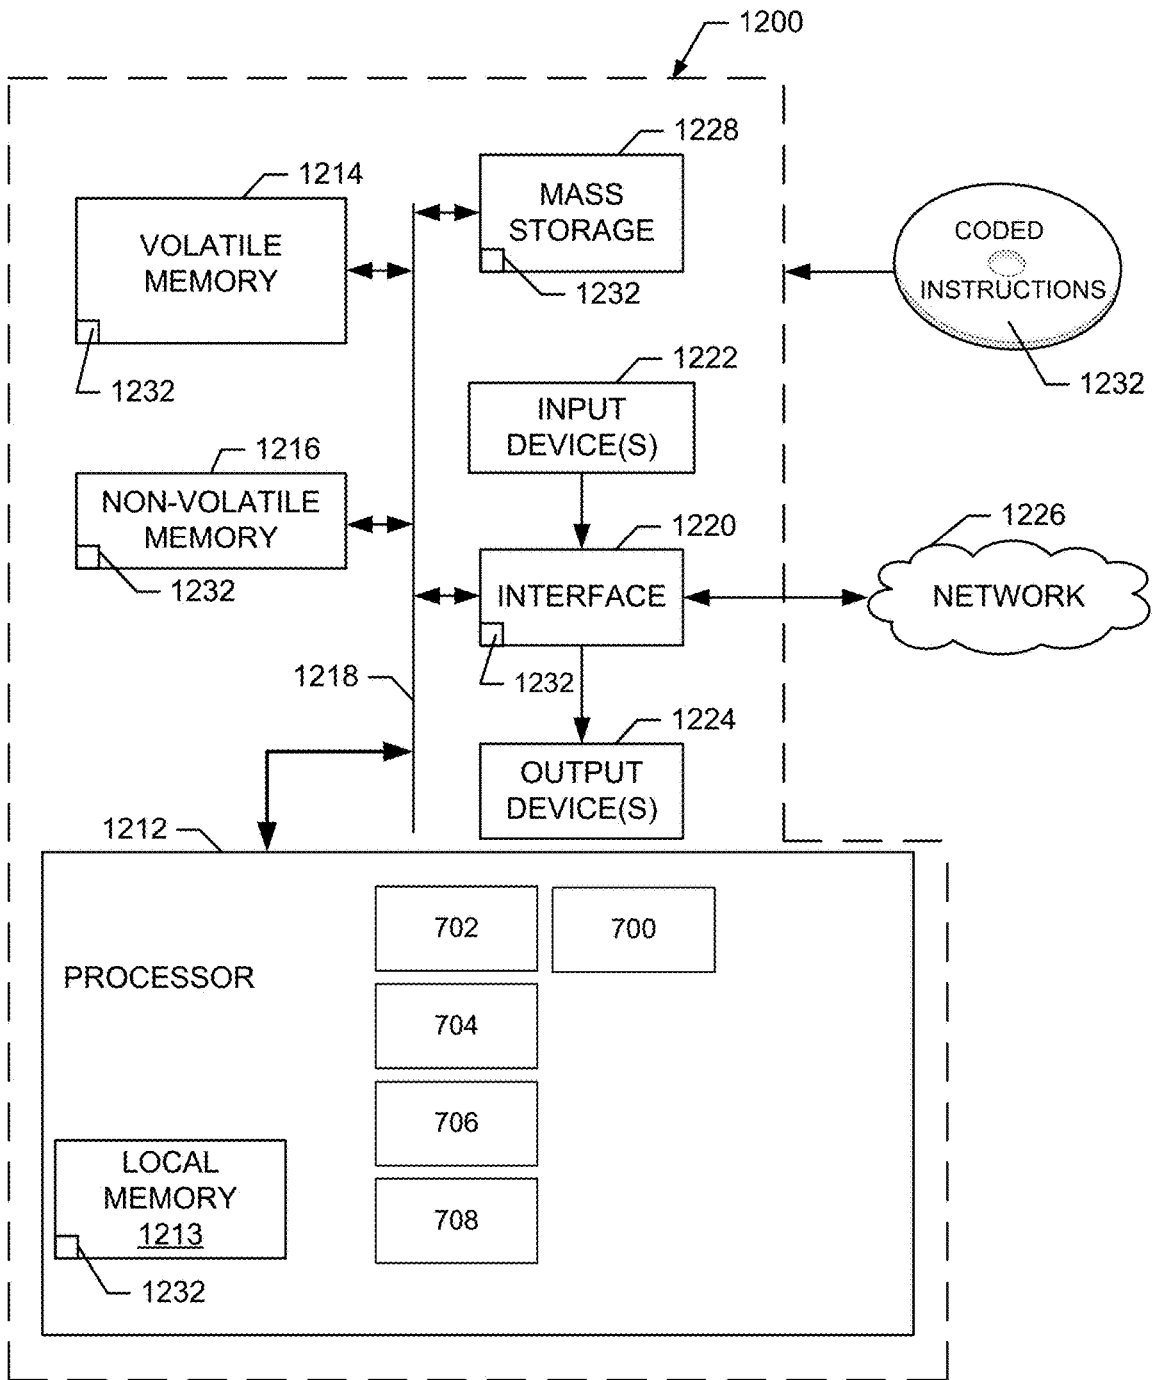 1200
1228
MASS
STORAGE
1232
1214
VOLATILE
MEMORY
1232
CODED
INSTRUCTIONS
1232
1222
INPUT
DEVICE(S)
1216
NON-VOLATILE
MEMORY
1232
1220
INTERFACE
1232
1226
NETWORK
1218
1224
OUTPUT
DEVICE(S)
1212
PROCESSOR
702
700
704
706
708
LOCAL
MEMORY
1213
1232